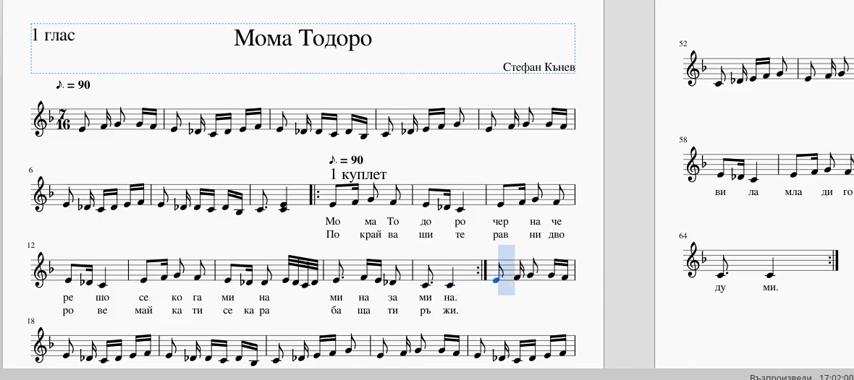 1 глас
Мома Тодоро
Стефан Кънев
♪. = 90
7
16
6
♪. = 90
1 куплет
Мо ма То до ро чер на че
По край ва ши те рав ни дво
12
ре шо се ко га ми на ми на за ми на.
ро ве май ка ти се ка ра ба ща ти ръ жи.
18
52
58
ви ла мла ди го
64
ду ми.
Възпроизведи 17:02:00